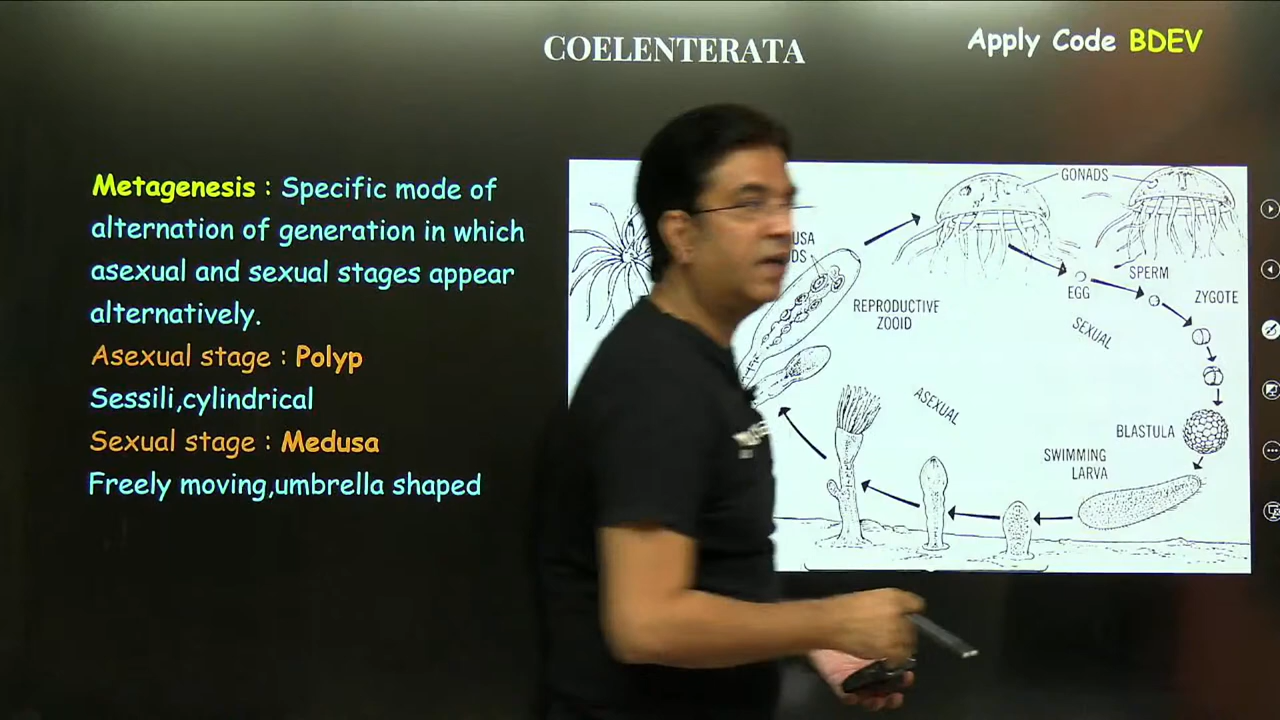 COELENTERATA
Apply Code BDEV
Metagenesis : Specific mode of
alternation of generation in which
asexual and sexual stages appear
alternatively.
Asexual stage : Polyp
Sessili,cylindrical
Sexual stage : Medusa
Freely moving,umbrella shaped
GONADS
SPERM
EGG
ZYGOTE
REPRODUCTIVE
ZOOID
SEXUAL
ASEXUAL
BLASTULA
SWIMMING
LARVA